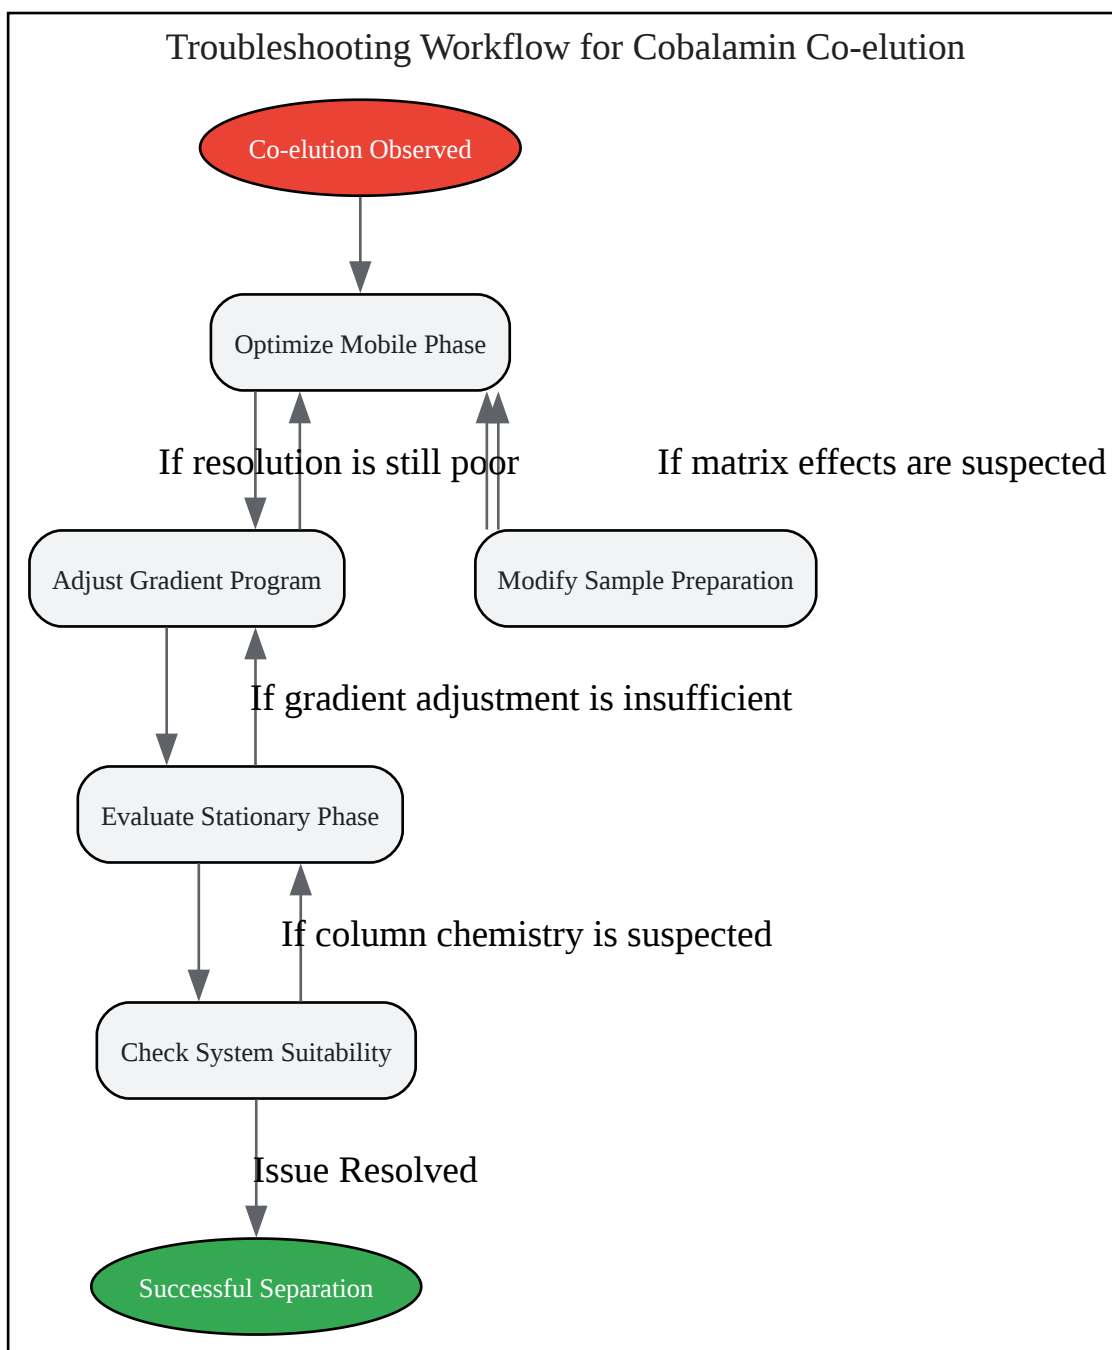 Troubleshooting Workflow for Cobalamin Co-elution
Co-elution Observed
Optimize Mobile Phase
If resolution is still poor
If matrix effects are suspected
Adjust Gradient Program
Modify Sample Preparation
If gradient adjustment is insufficient
Evaluate Stationary Phase
If column chemistry is suspected
Check System Suitability
Issue Resolved
Successful Separation